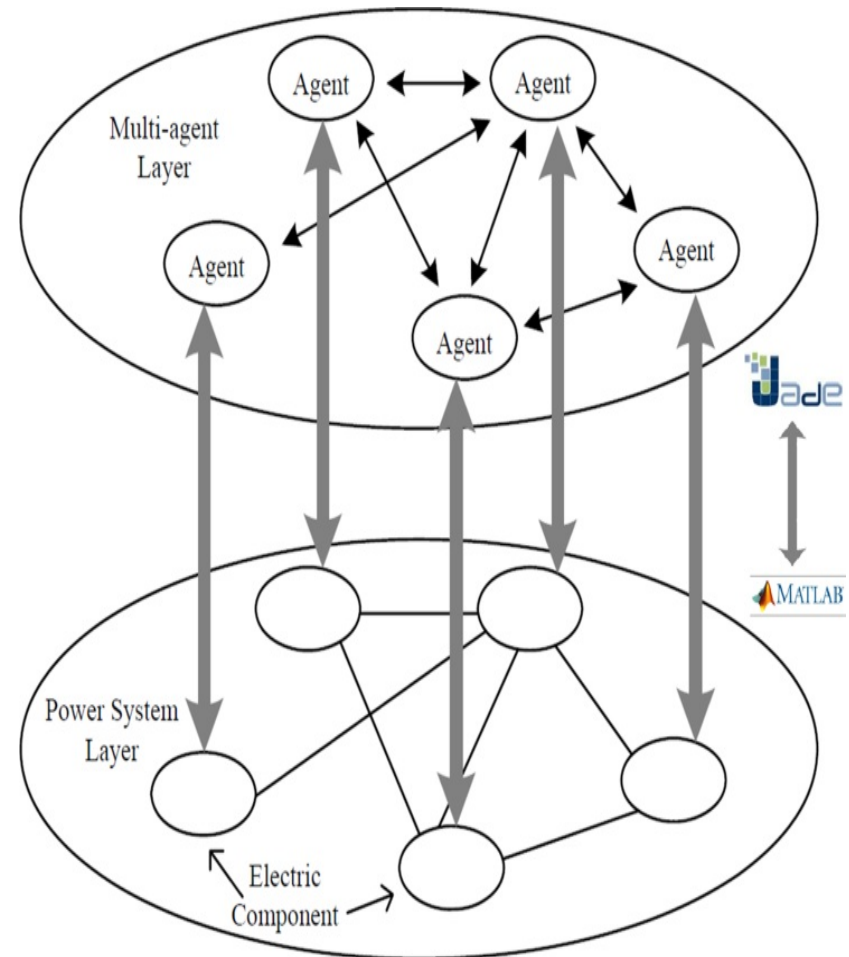 Agent
Agent
Multi-agent
Layer
Agent
Agent
Agent
Jade
MATLAB
Power System
Layer
Electric
Component